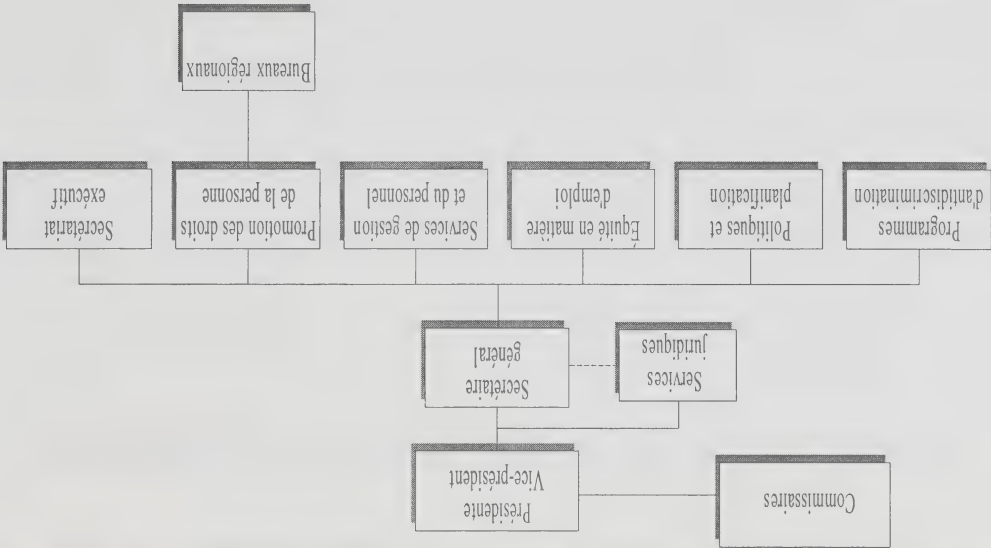 Commissaires
Présidente
Vice-président
Services
juridiques
Secrétaire
général
Programmes
d'antidiscrimination
Politiques et
planification
Équité en matière
d'emploi
Services de gestion
et du personnel
Promotion des droits
de la personne
Secrétariat
exécutif
Bureaux régionaux